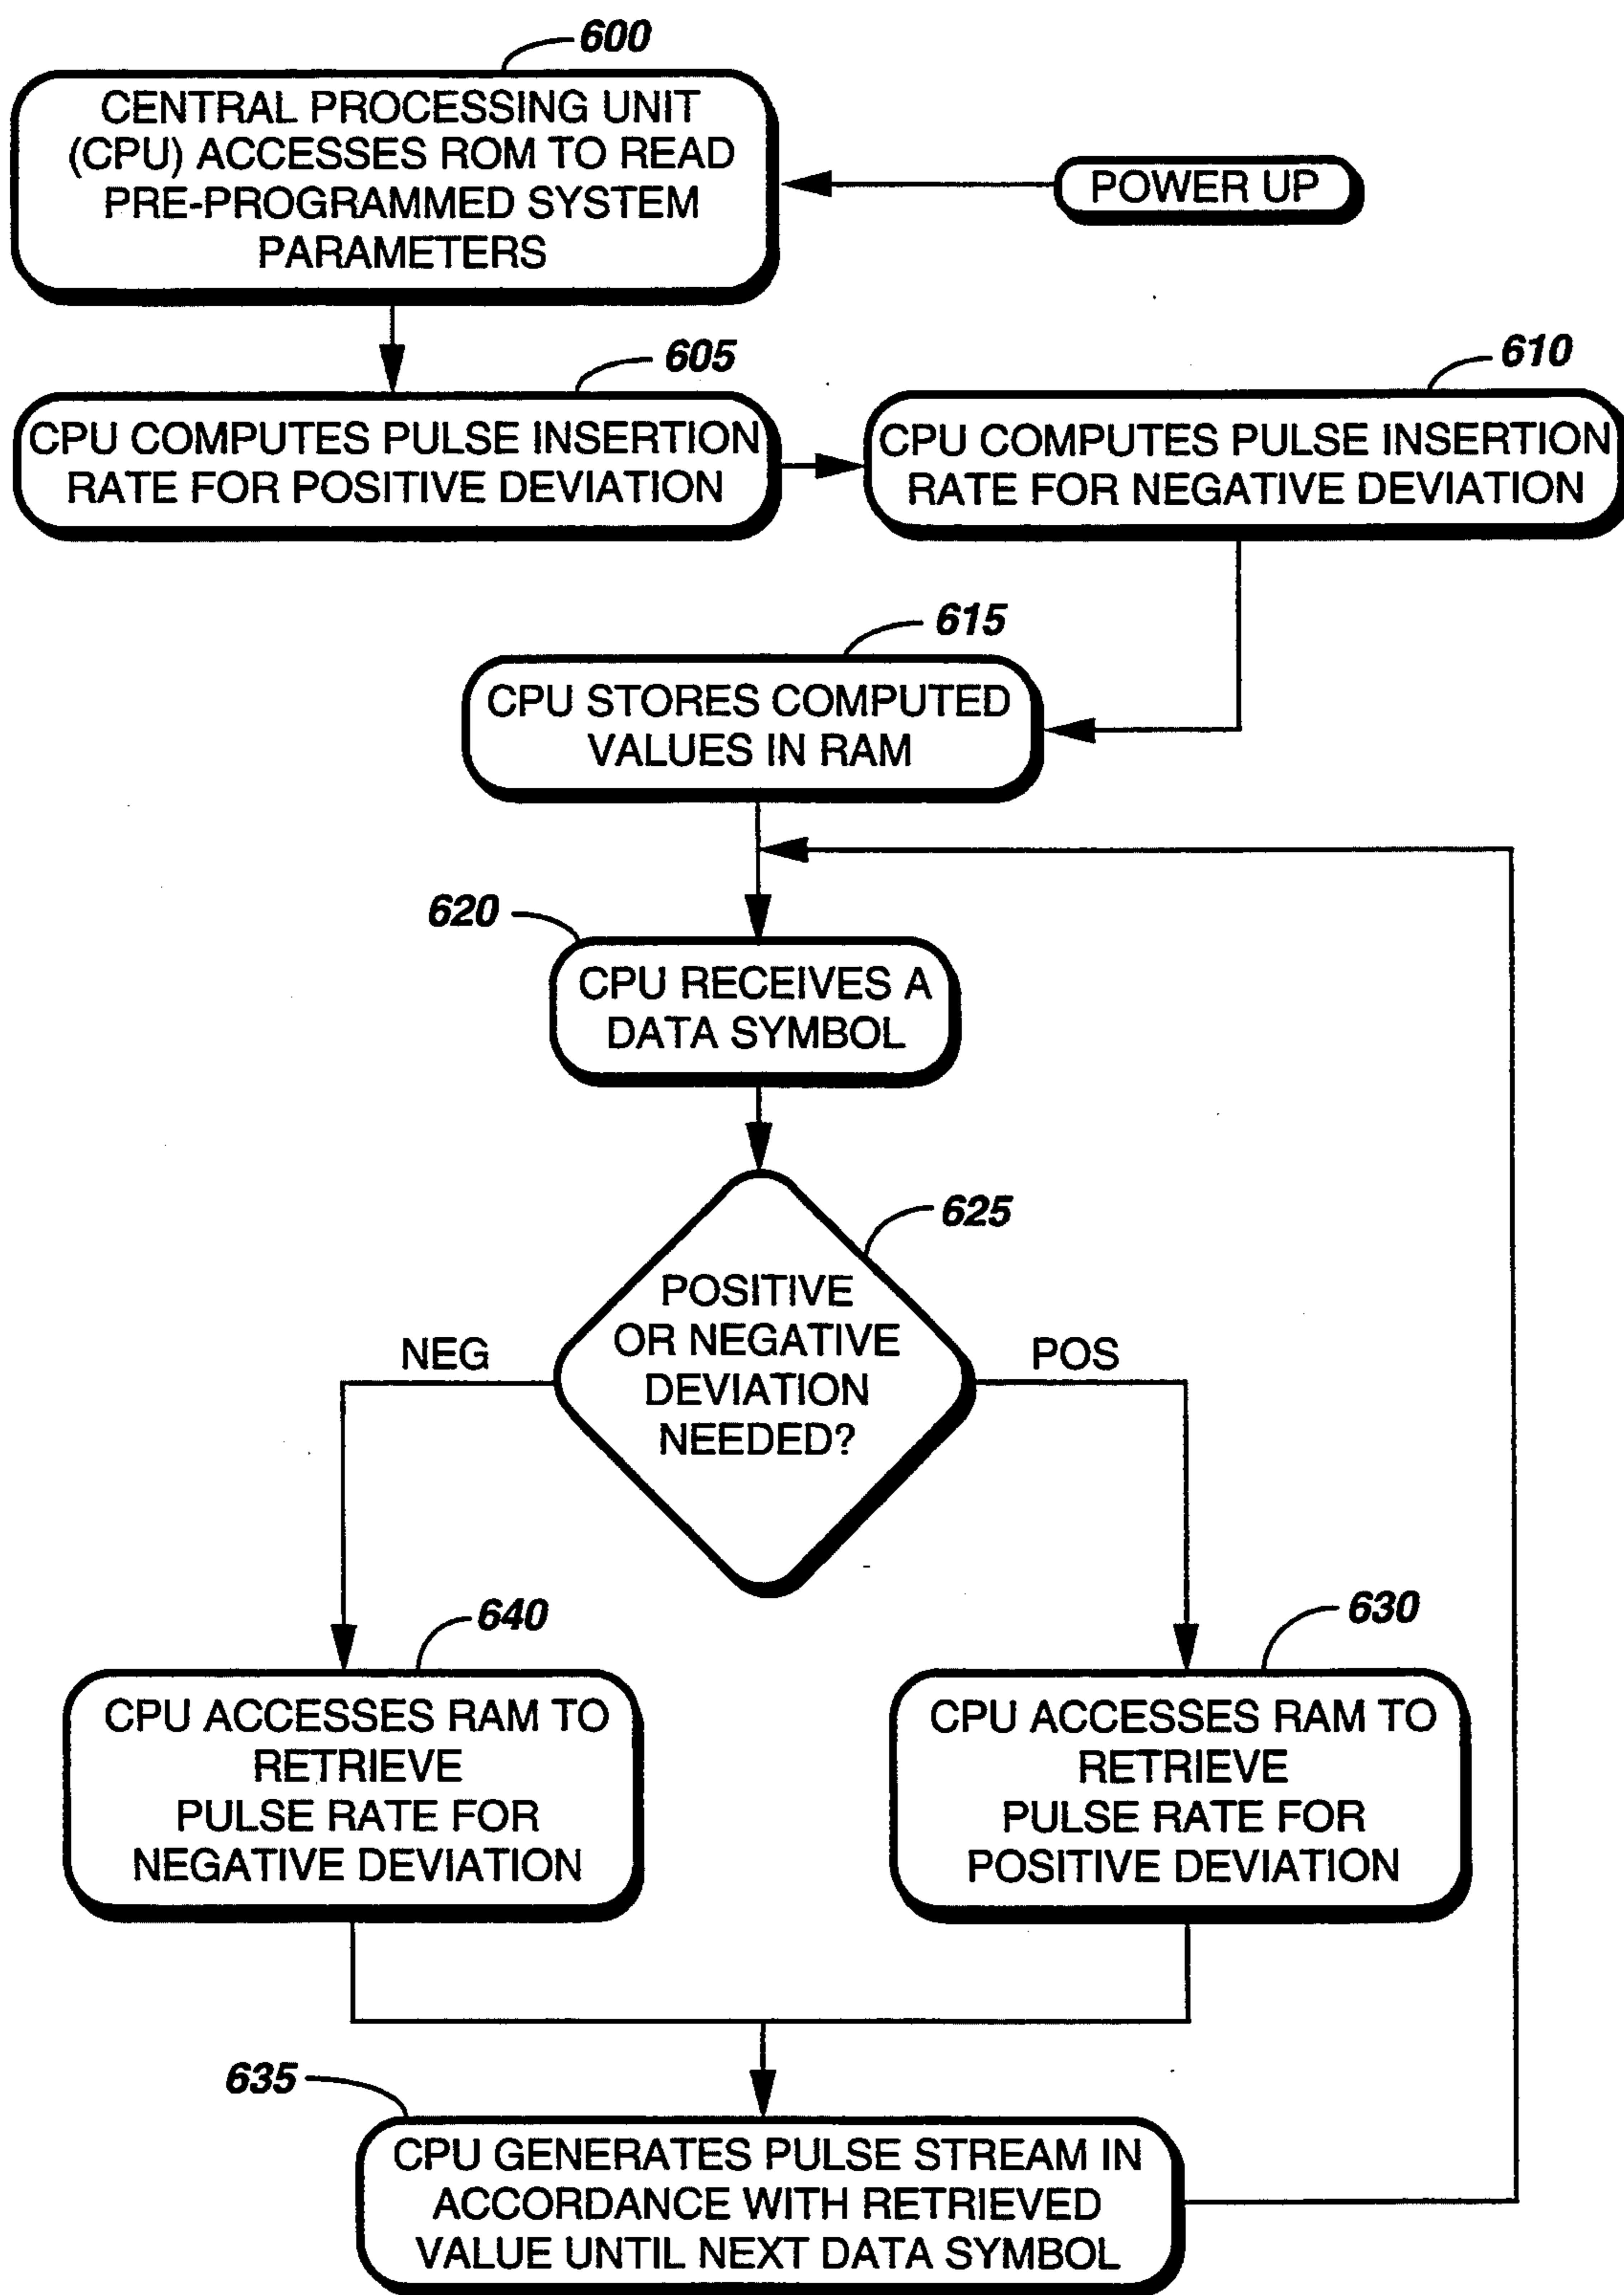 600
CENTRAL PROCESSING UNIT
(CPU) ACCESSES ROM TO READ
PRE-PROGRAMMED SYSTEM
PARAMETERS
POWER UP
605
CPU COMPUTES PULSE INSERTION
RATE FOR POSITIVE DEVIATION
610
CPU COMPUTES PULSE INSERTION
RATE FOR NEGATIVE DEVIATION
615
CPU STORES COMPUTED
VALUES IN RAM
620
CPU RECEIVES A
DATA SYMBOL
625
POSITIVE
OR NEGATIVE
DEVIATION
NEEDED?
NEG
POS
640
CPU ACCESSES RAM TO
RETRIEVE
PULSE RATE FOR
NEGATIVE DEVIATION
630
CPU ACCESSES RAM TO
RETRIEVE
PULSE RATE FOR
POSITIVE DEVIATION
635
CPU GENERATES PULSE STREAM IN
ACCORDANCE WITH RETRIEVED
VALUE UNTIL NEXT DATA SYMBOL